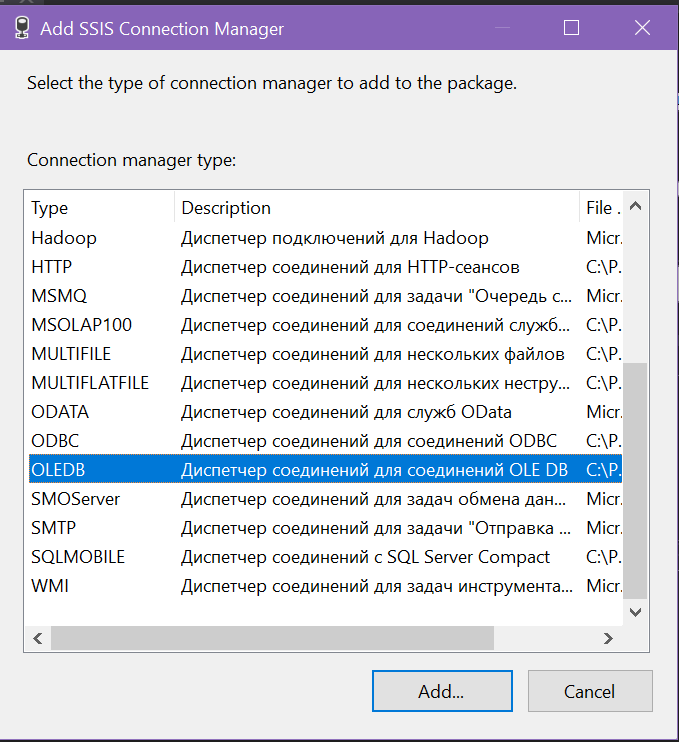 Add SSIS Connection Manager
Select the type of connection manager to add to the package.
Connection manager type:
Type Description File .
Hadoop Диспетчер подключений для Hadoop Micr.
HTTP Диспетчер соединений для HTTP-сеансов C:\P.
MSMQ Диспетчер соединений для задачи "Очередь с... Micr.
MSOLAP100 Диспетчер соединений для соединений служб... C:\P.
MULTIFILE Диспетчер соединений для нескольких файлов C:\P.
MULTIFLATFILE Диспетчер соединений для нескольких нестру... C:\P.
ODATA Диспетчер соединений для служб OData Micr.
ODBC Диспетчер соединений для соединений ODBC C:\P.
OLEDB Диспетчер соединений для соединений OLE DB C:\P.
SMOServer Диспетчер соединений для задач обмена дан... Micr.
SMTP Диспетчер соединений для задачи "Отправка ... Micr.
SQLMOBILE Диспетчер соединений с SQL Server Compact C:\P.
WMI Диспетчер соединений для задач инструмента... Micr.
Add... Cancel